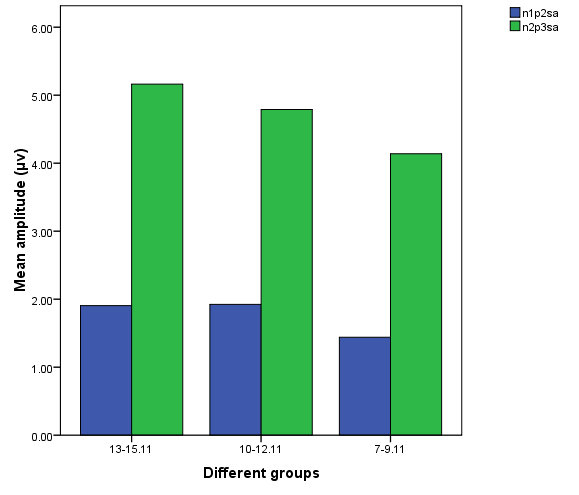 n1p2sa
n2p3sa
Mean amplitude (µv)
6.00
5.00
4.00
3.00
2.00
1.00
0.00
13-15.11
10-12.11
7-9.11
Different groups